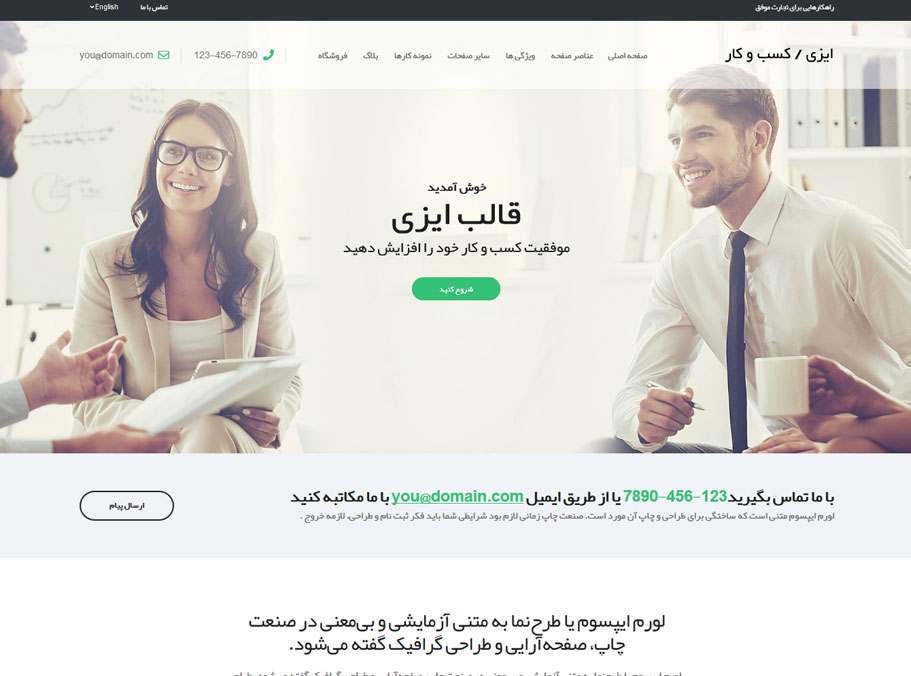 راهکارهایی برای تجارت موفق
تماس با ما
English
ایزی / کسب و کار
صفحه اصلی
عناصر صفحه
ویژگی ها
سایر صفحات
نمونه کارها
بلاگ
فروشگاه
123-456-7890
you@domain.com
خوش آمدید
قالب ایزی
موفقیت کسب و کار خود را افزایش دهید
شروع کنید
با ما تماس بگیرید 123-456-7890 یا از طریق ایمیل you@domain.com با ما مکاتبه کنید
لورم ایپسوم متنی است که ساختگی برای طراحی و چاپ آن مورد است. صنعت چاپ زمانی لازم بود شرایطی شما باید فکر ثبت نام و طراحی، لازمه خروج .
ارسال پیام
لورم ایپسوم یا طرح‌نما به متنی آزمایشی و بی‌معنی در صنعت
چاپ، صفحه‌آرایی و طراحی گرافیک گفته می‌شود.